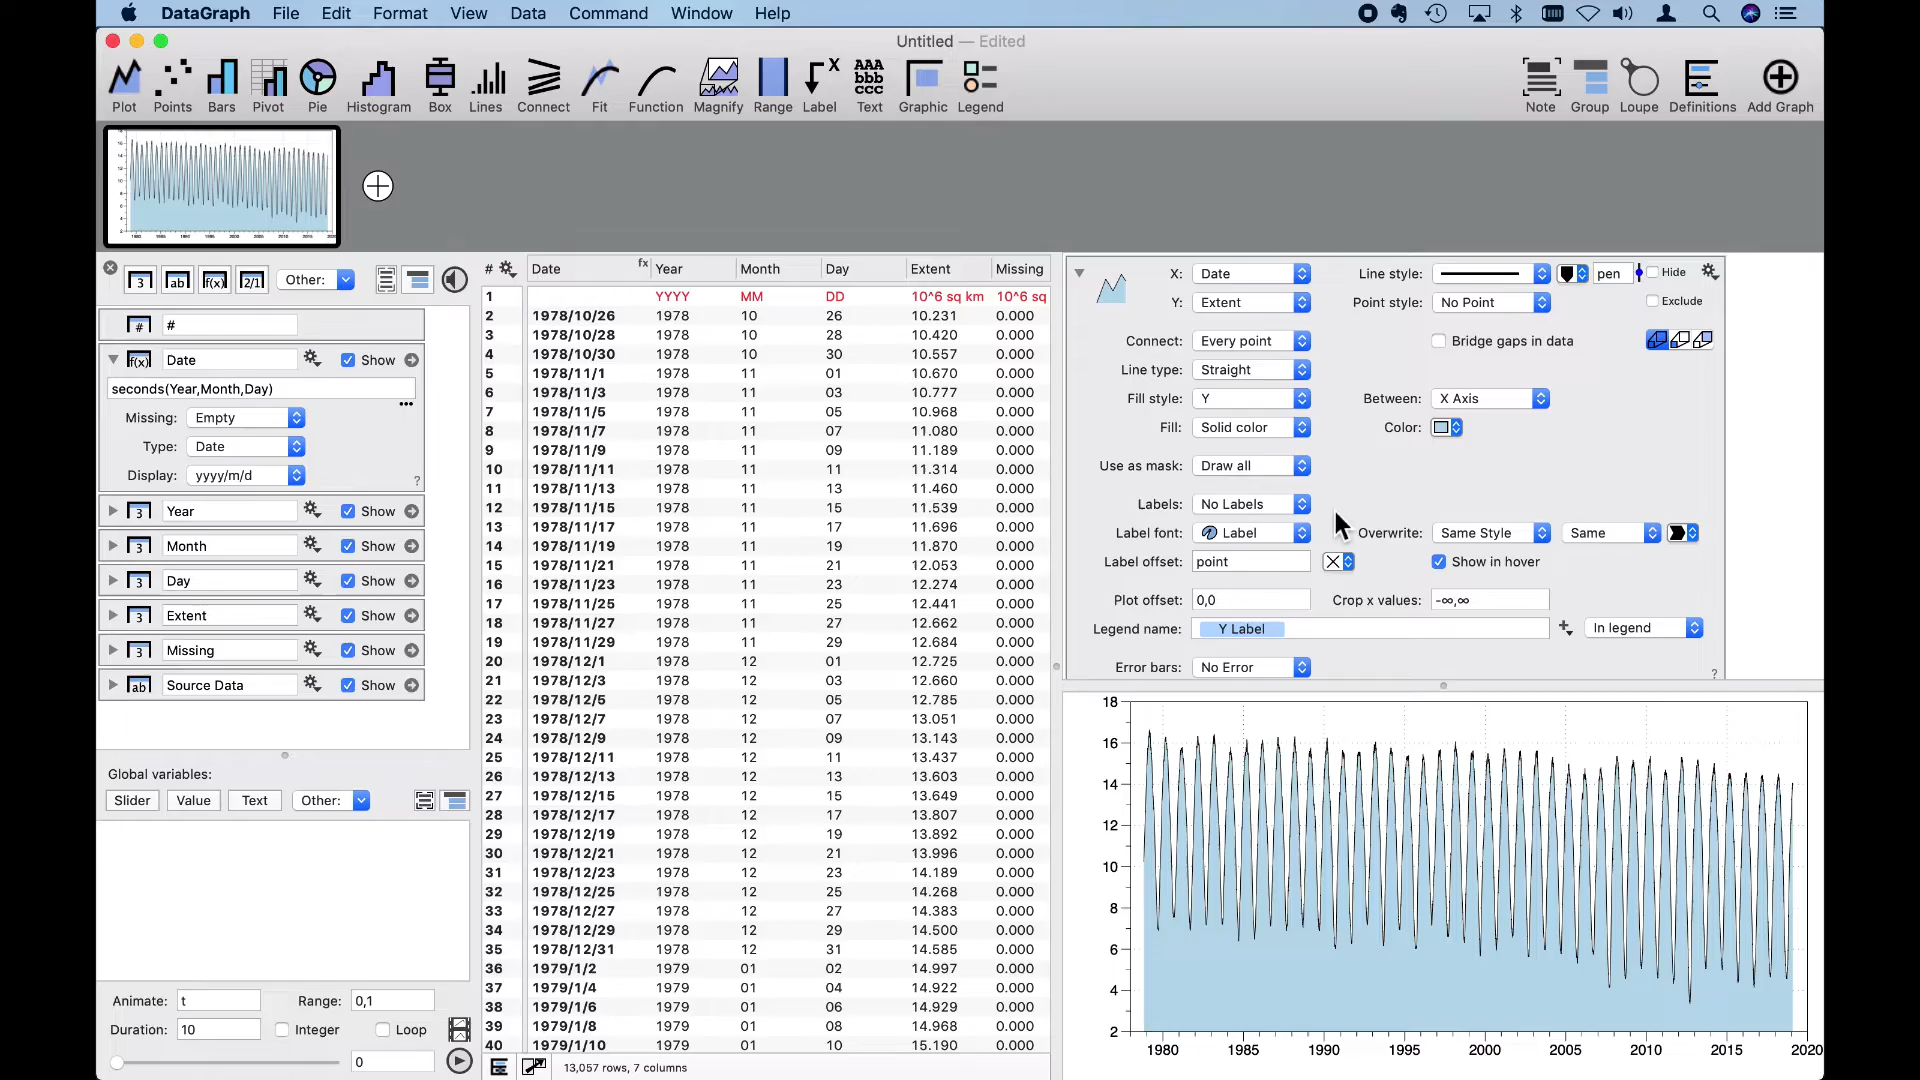 DataGraph File Edit Format View Data Command Window Help
Untitled — Edited
Plot Points Bars Pivot Pie Histogram Box Lines Connect Fit Function Magnify Range Label Text Graphic Legend Note Group Loupe Definitions Add Graph
X
AAA
bbb
ccc
3 ab f(x) 2/1 Other:
# #
f(x) Date Show
seconds(Year,Month,Day)
Missing: Empty
Type: Date
Display: yyyy/m/d ?
3 Year Show
3 Month Show
3 Day Show
3 Extent Show
3 Missing Show
ab Source Data Show
Global variables:
Slider Value Text Other:
Animate: t Range: 0,1
Duration: 10 Integer Loop
0
# Date fx Year Month Day Extent Missing
1 YYYY MM DD 10^6 sq km 10^6 sq
2 1978/10/26 1978 10 26 10.231 0.000
3 1978/10/28 1978 10 28 10.420 0.000
4 1978/10/30 1978 10 30 10.557 0.000
5 1978/11/1 1978 11 01 10.670 0.000
6 1978/11/3 1978 11 03 10.777 0.000
7 1978/11/5 1978 11 05 10.968 0.000
8 1978/11/7 1978 11 07 11.080 0.000
9 1978/11/9 1978 11 09 11.189 0.000
10 1978/11/11 1978 11 11 11.314 0.000
11 1978/11/13 1978 11 13 11.460 0.000
12 1978/11/15 1978 11 15 11.539 0.000
13 1978/11/17 1978 11 17 11.696 0.000
14 1978/11/19 1978 11 19 11.870 0.000
15 1978/11/21 1978 11 21 12.053 0.000
16 1978/11/23 1978 11 23 12.274 0.000
17 1978/11/25 1978 11 25 12.441 0.000
18 1978/11/27 1978 11 27 12.662 0.000
19 1978/11/29 1978 11 29 12.684 0.000
20 1978/12/1 1978 12 01 12.725 0.000
21 1978/12/3 1978 12 03 12.660 0.000
22 1978/12/5 1978 12 05 12.785 0.000
23 1978/12/7 1978 12 07 13.051 0.000
24 1978/12/9 1978 12 09 13.143 0.000
25 1978/12/11 1978 12 11 13.437 0.000
26 1978/12/13 1978 12 13 13.603 0.000
27 1978/12/15 1978 12 15 13.649 0.000
28 1978/12/17 1978 12 17 13.807 0.000
29 1978/12/19 1978 12 19 13.892 0.000
30 1978/12/21 1978 12 21 13.996 0.000
31 1978/12/23 1978 12 23 14.189 0.000
32 1978/12/25 1978 12 25 14.268 0.000
33 1978/12/27 1978 12 27 14.383 0.000
34 1978/12/29 1978 12 29 14.500 0.000
35 1978/12/31 1978 12 31 14.585 0.000
36 1979/1/2 1979 01 02 14.997 0.000
37 1979/1/4 1979 01 04 14.922 0.000
38 1979/1/6 1979 01 06 14.929 0.000
39 1979/1/8 1979 01 08 14.968 0.000
40 1979/1/10 1979 01 10 15.190 0.000
13,057 rows, 7 columns
X: Date Line style: pen Hide
Y: Extent Point style: No Point Exclude
Connect: Every point Bridge gaps in data
Line type: Straight
Fill style: Y Between: X Axis
Fill: Solid color Color:
Use as mask: Draw all
Labels: No Labels
Label font: Label Overwrite: Same Style Same
Label offset: point Show in hover
Plot offset: 0,0 Crop x values: -∞,∞
Legend name: Y Label In legend
Error bars: No Error ?
18
16
14
12
10
8
6
4
2
1980 1985 1990 1995 2000 2005 2010 2015 2020